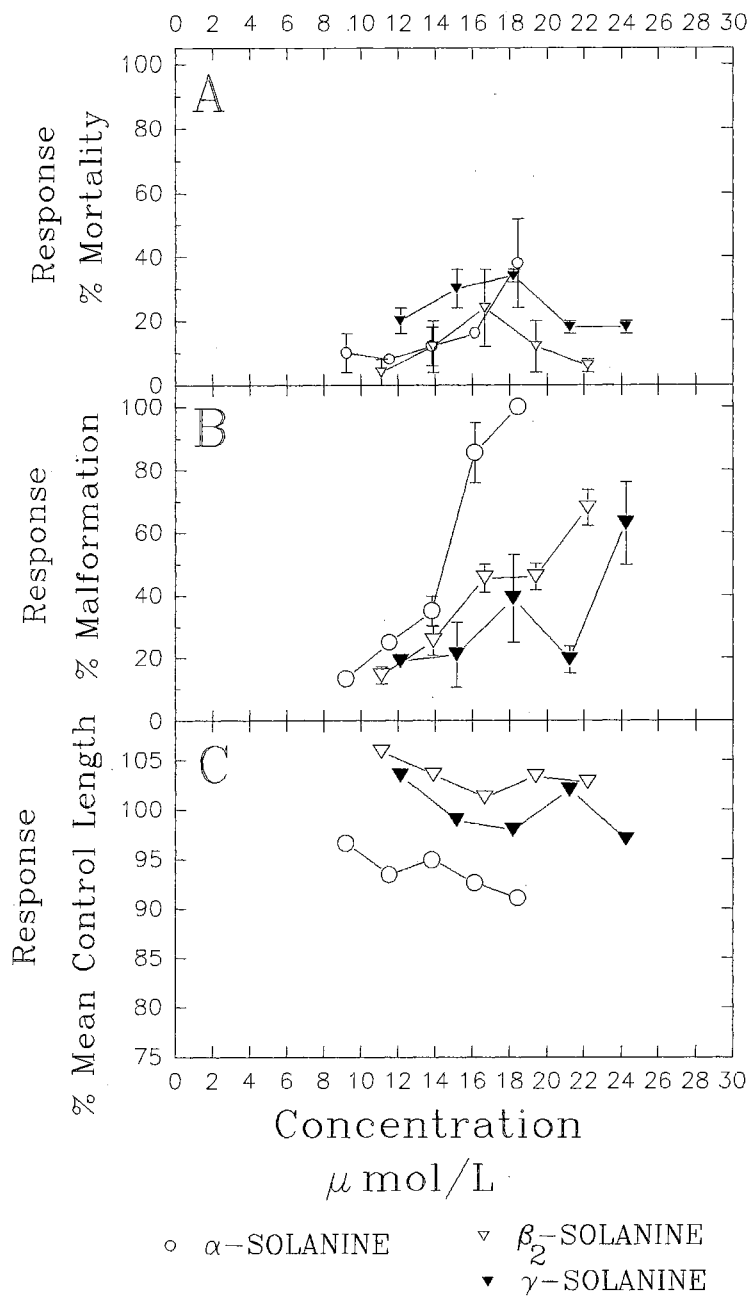 0 2 4 6 8 10 12 14 16 18 20 22 24 26 28 30
A
Response
% Mortality
100
80
60
40
20
0
B
Response
% Malformation
100
80
60
40
20
0
C
Response
% Mean Control Length
105
100
95
90
85
80
75
0 2 4 6 8 10 12 14 16 18 20 22 24 26 28 30
Concentration
μ mol/L
α-SOLANINE
β2-SOLANINE
γ-SOLANINE